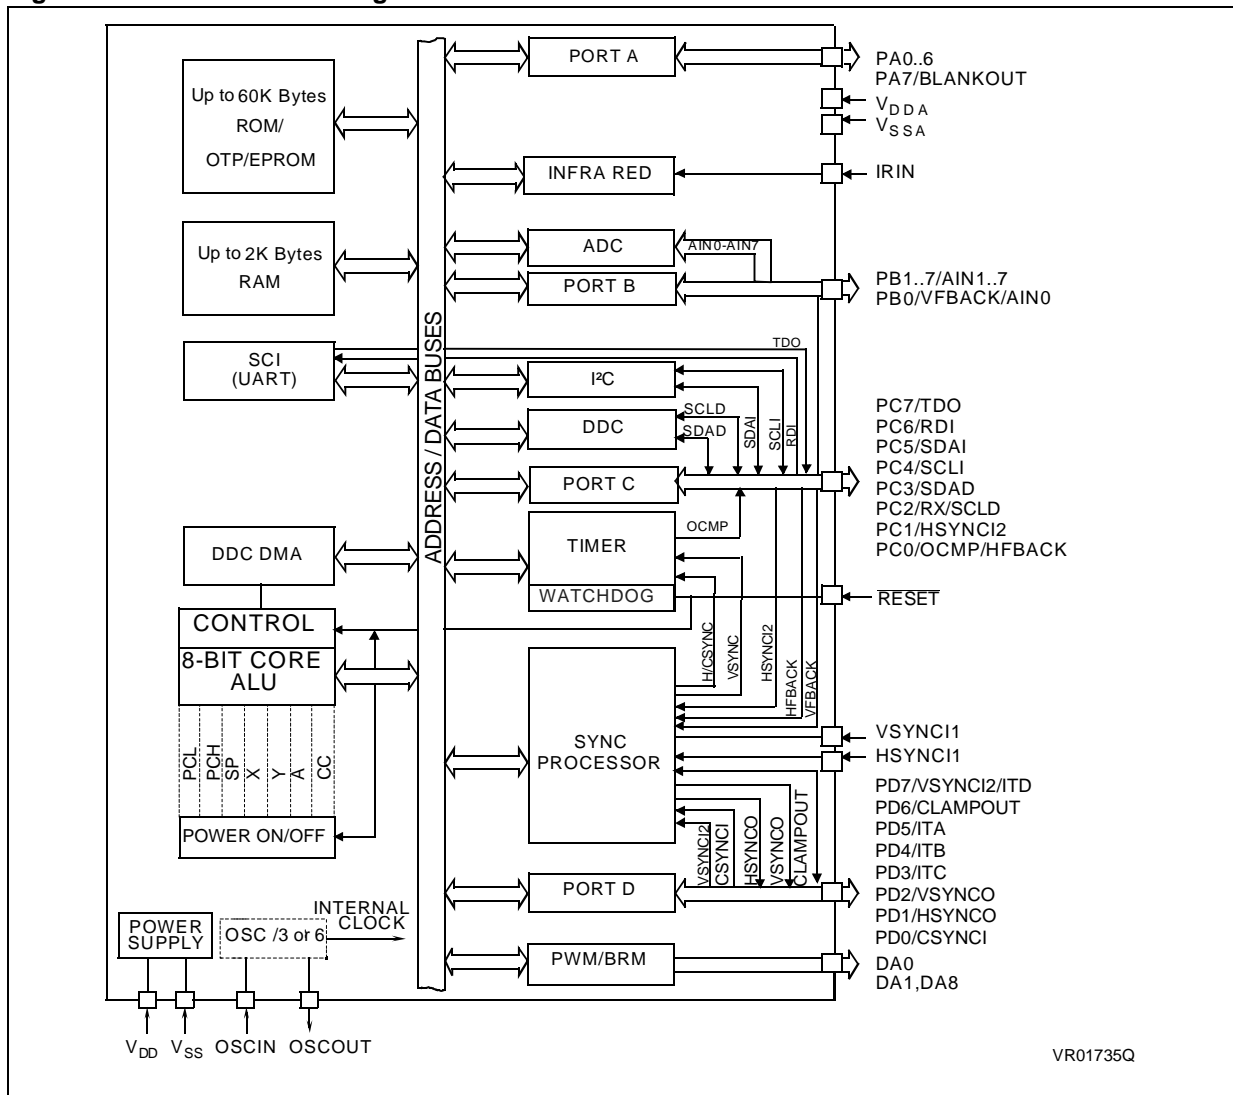 PORT A
PA0..6
PA7/BLANKOUT
Up to 60K Bytes
ROM/
OTP/EPROM
VDDA
VSSA
INFRA RED
IRIN
Up to 2K Bytes
RAM
ADC
AIN0-AIN7
PORT B
PB1..7/AIN1..7
PB0/VFBACK/AIN0
ADDRESS / DATA BUSES
SCI
(UART)
TDO
I²C
SCLD
SDAD
SDAI
SCLI
RDI
DDC
PORT C
PC7/TDO
PC6/RDI
PC5/SDAI
PC4/SCLI
PC3/SDAD
PC2/RX/SCLD
PC1/HSYNCI2
PC0/OCMP/HFBACK
OCMP
TIMER
DDC DMA
WATCHDOG
RESET
CONTROL
8-BIT CORE
ALU
H/CSYNC
VSYNC
HSYNCI2
HFBACK
VFBACK
PCL
PCH
SP
X
Y
A
CC
SYNC
PROCESSOR
VSYNCI1
HSYNCI1
POWER ON/OFF
VSYNCI2
CSYNCI
HSYNCO
VSYNCO
CLAMPOUT
PD7/VSYNCI2/ITD
PD6/CLAMPOUT
PD5/ITA
PD4/ITB
PD3/ITC
PD2/VSYNCO
PD1/HSYNCO
PD0/CSYNCI
PORT D
POWER
SUPPLY
OSC /3 or 6
INTERNAL
CLOCK
PWM/BRM
DA0
DA1,DA8
VDD
VSS
OSCIN
OSCOUT
VR01735Q